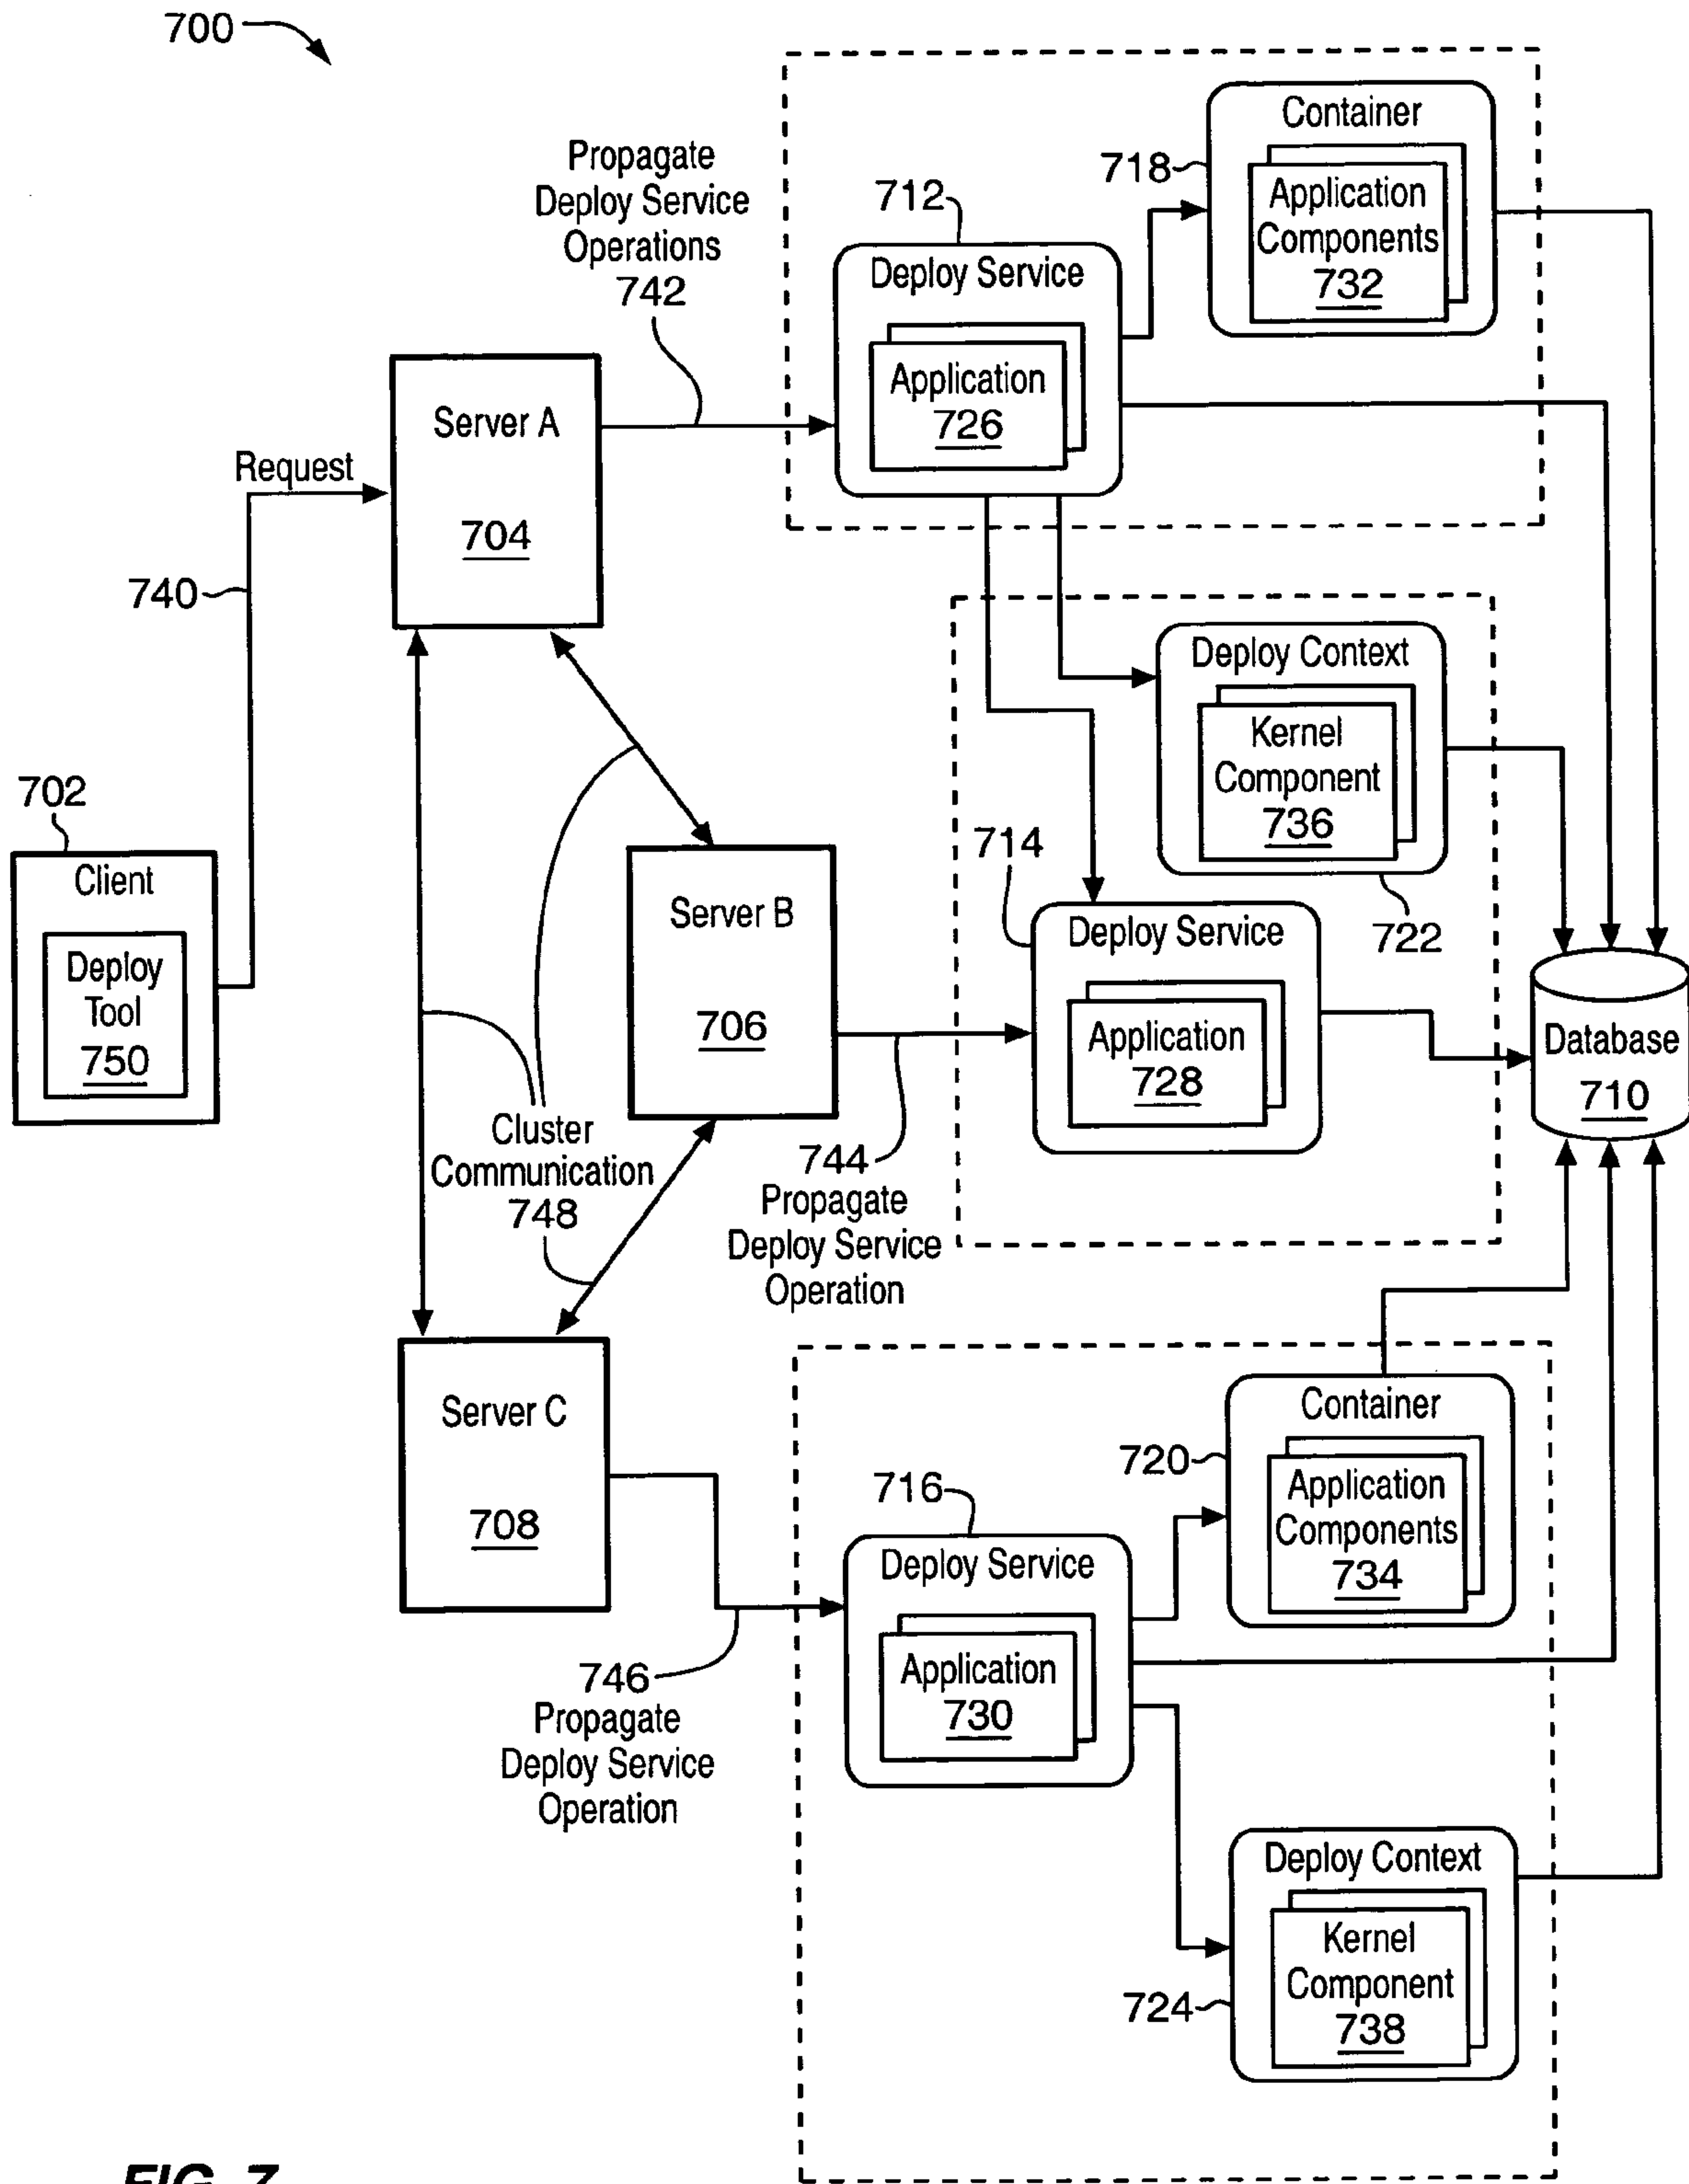 700
Propagate
Deploy Service
Operations
742
712
Deploy Service
Application
726
718
Container
Application
Components
732
Server A
704
Request
740
702
Client
Deploy
Tool
750
Server B
706
Cluster
Communication
748
Deploy Context
Kernel
Component
736
722
714
Deploy Service
Application
728
744
Propagate
Deploy Service
Operation
Database
710
Server C
708
746
Propagate
Deploy Service
Operation
716
Deploy Service
Application
730
720
Container
Application
Components
734
Deploy Context
Kernel
Component
738
724
FIG. 7